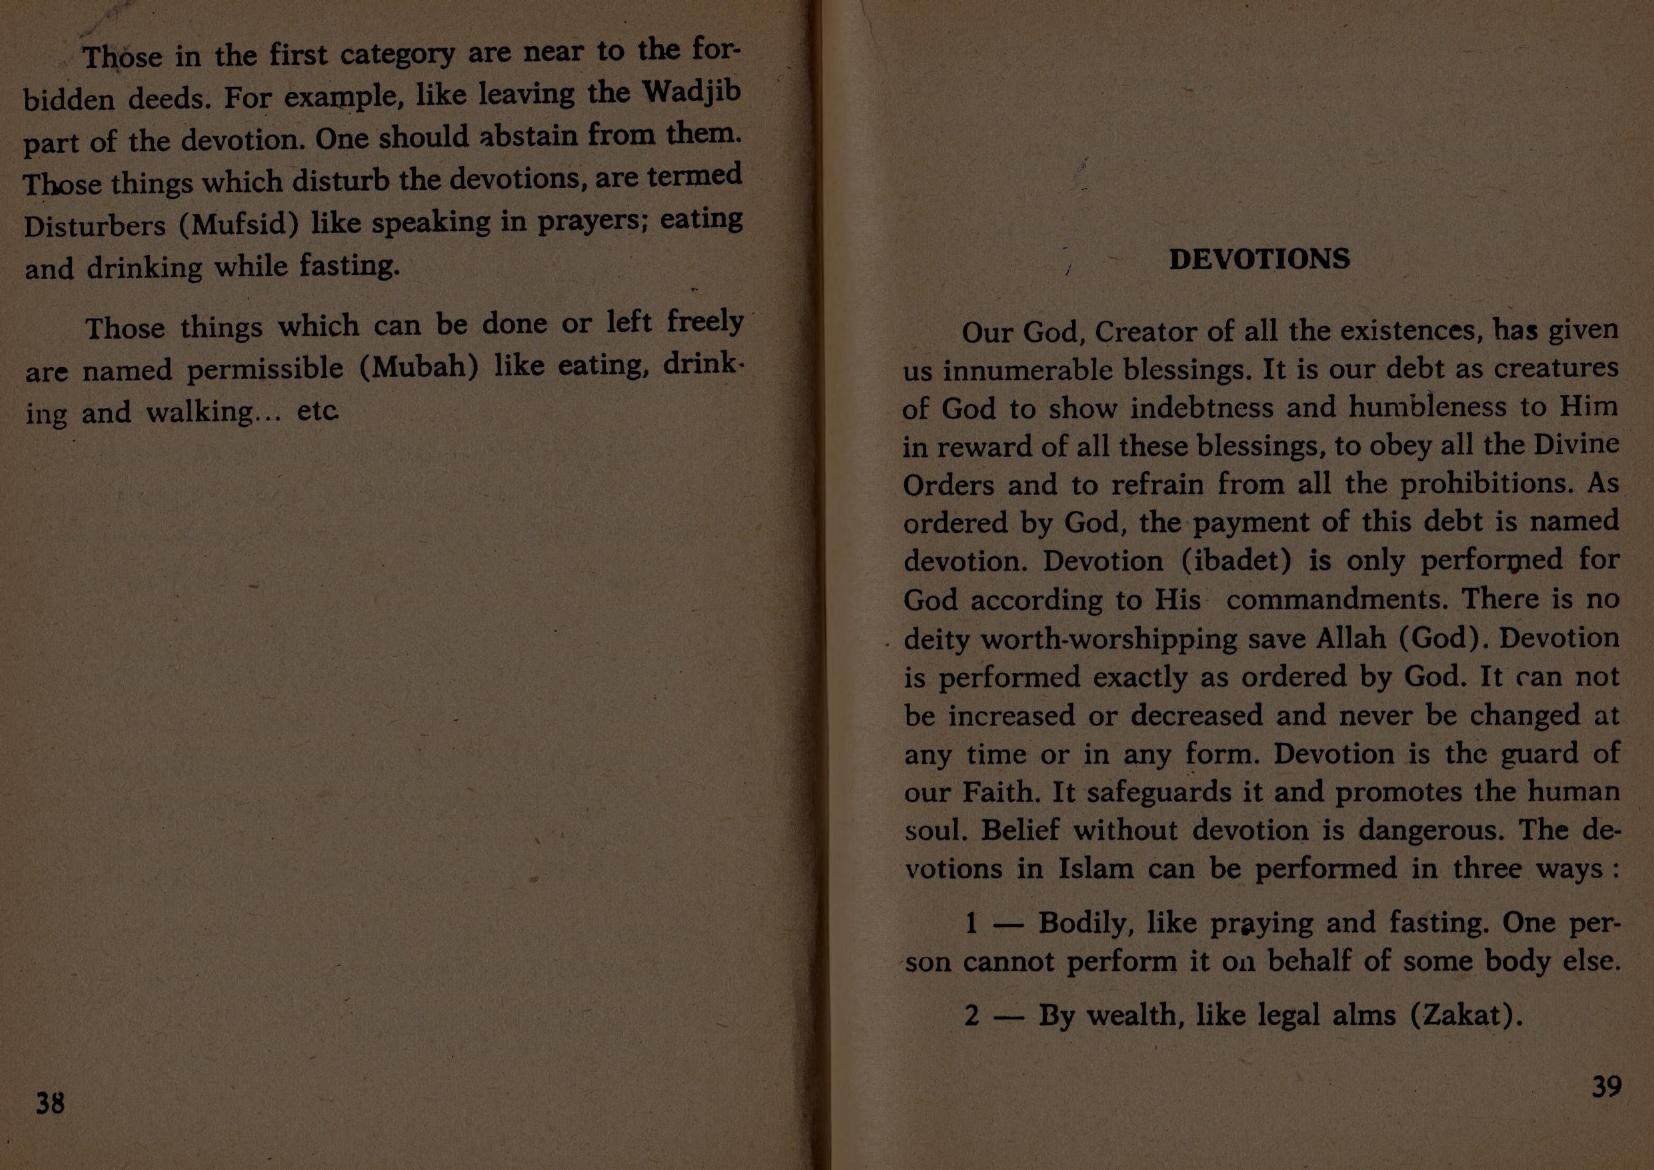 Those in the first category are near to the for-
bidden deeds. For example, like leaving the Wadjib
part of the devotion. One should abstain from them.
Those things which disturb the devotions, are termed
Disturbers (Mufsid) like speaking in prayers; eating
and drinking while fasting.
Those things which can be done or left freely
are named permissible (Mubah) like eating, drink-
ing and walking... etc
38
DEVOTIONS
Our God, Creator of all the existences, has given
us innumerable blessings. It is our debt as creatures
of God to show indebtness and humbleness to Him
in reward of all these blessings, to obey all the Divine
Orders and to refrain from all the prohibitions. As
ordered by God, the payment of this debt is named
devotion. Devotion (ibadet) is only performed for
God according to His commandments. There is no
deity worth-worshipping save Allah (God). Devotion
is performed exactly as ordered by God. It can not
be increased or decreased and never be changed at
any time or in any form. Devotion is the guard of
our Faith. It safeguards it and promotes the human
soul. Belief without devotion is dangerous. The de-
votions in Islam can be performed in three ways :
1 — Bodily, like praying and fasting. One per-
son cannot perform it on behalf of some body else.
2 — By wealth, like legal alms (Zakat).
39